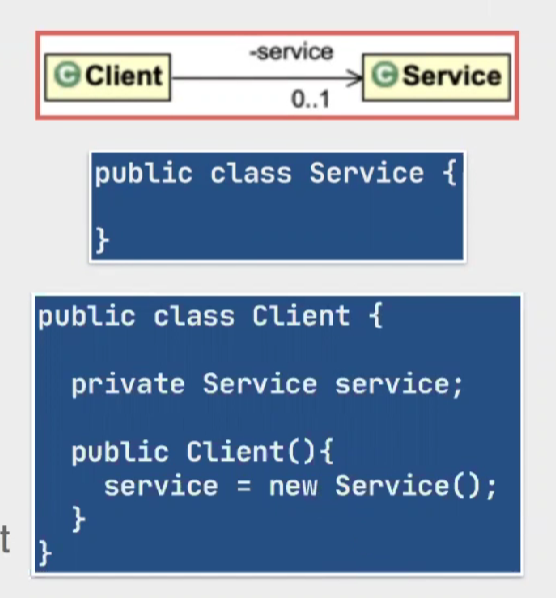 -service
C Client
C Service
0..1
public class Service {
}
public class Client {
private Service service;
public Client(){
service = new Service();
}
t
}